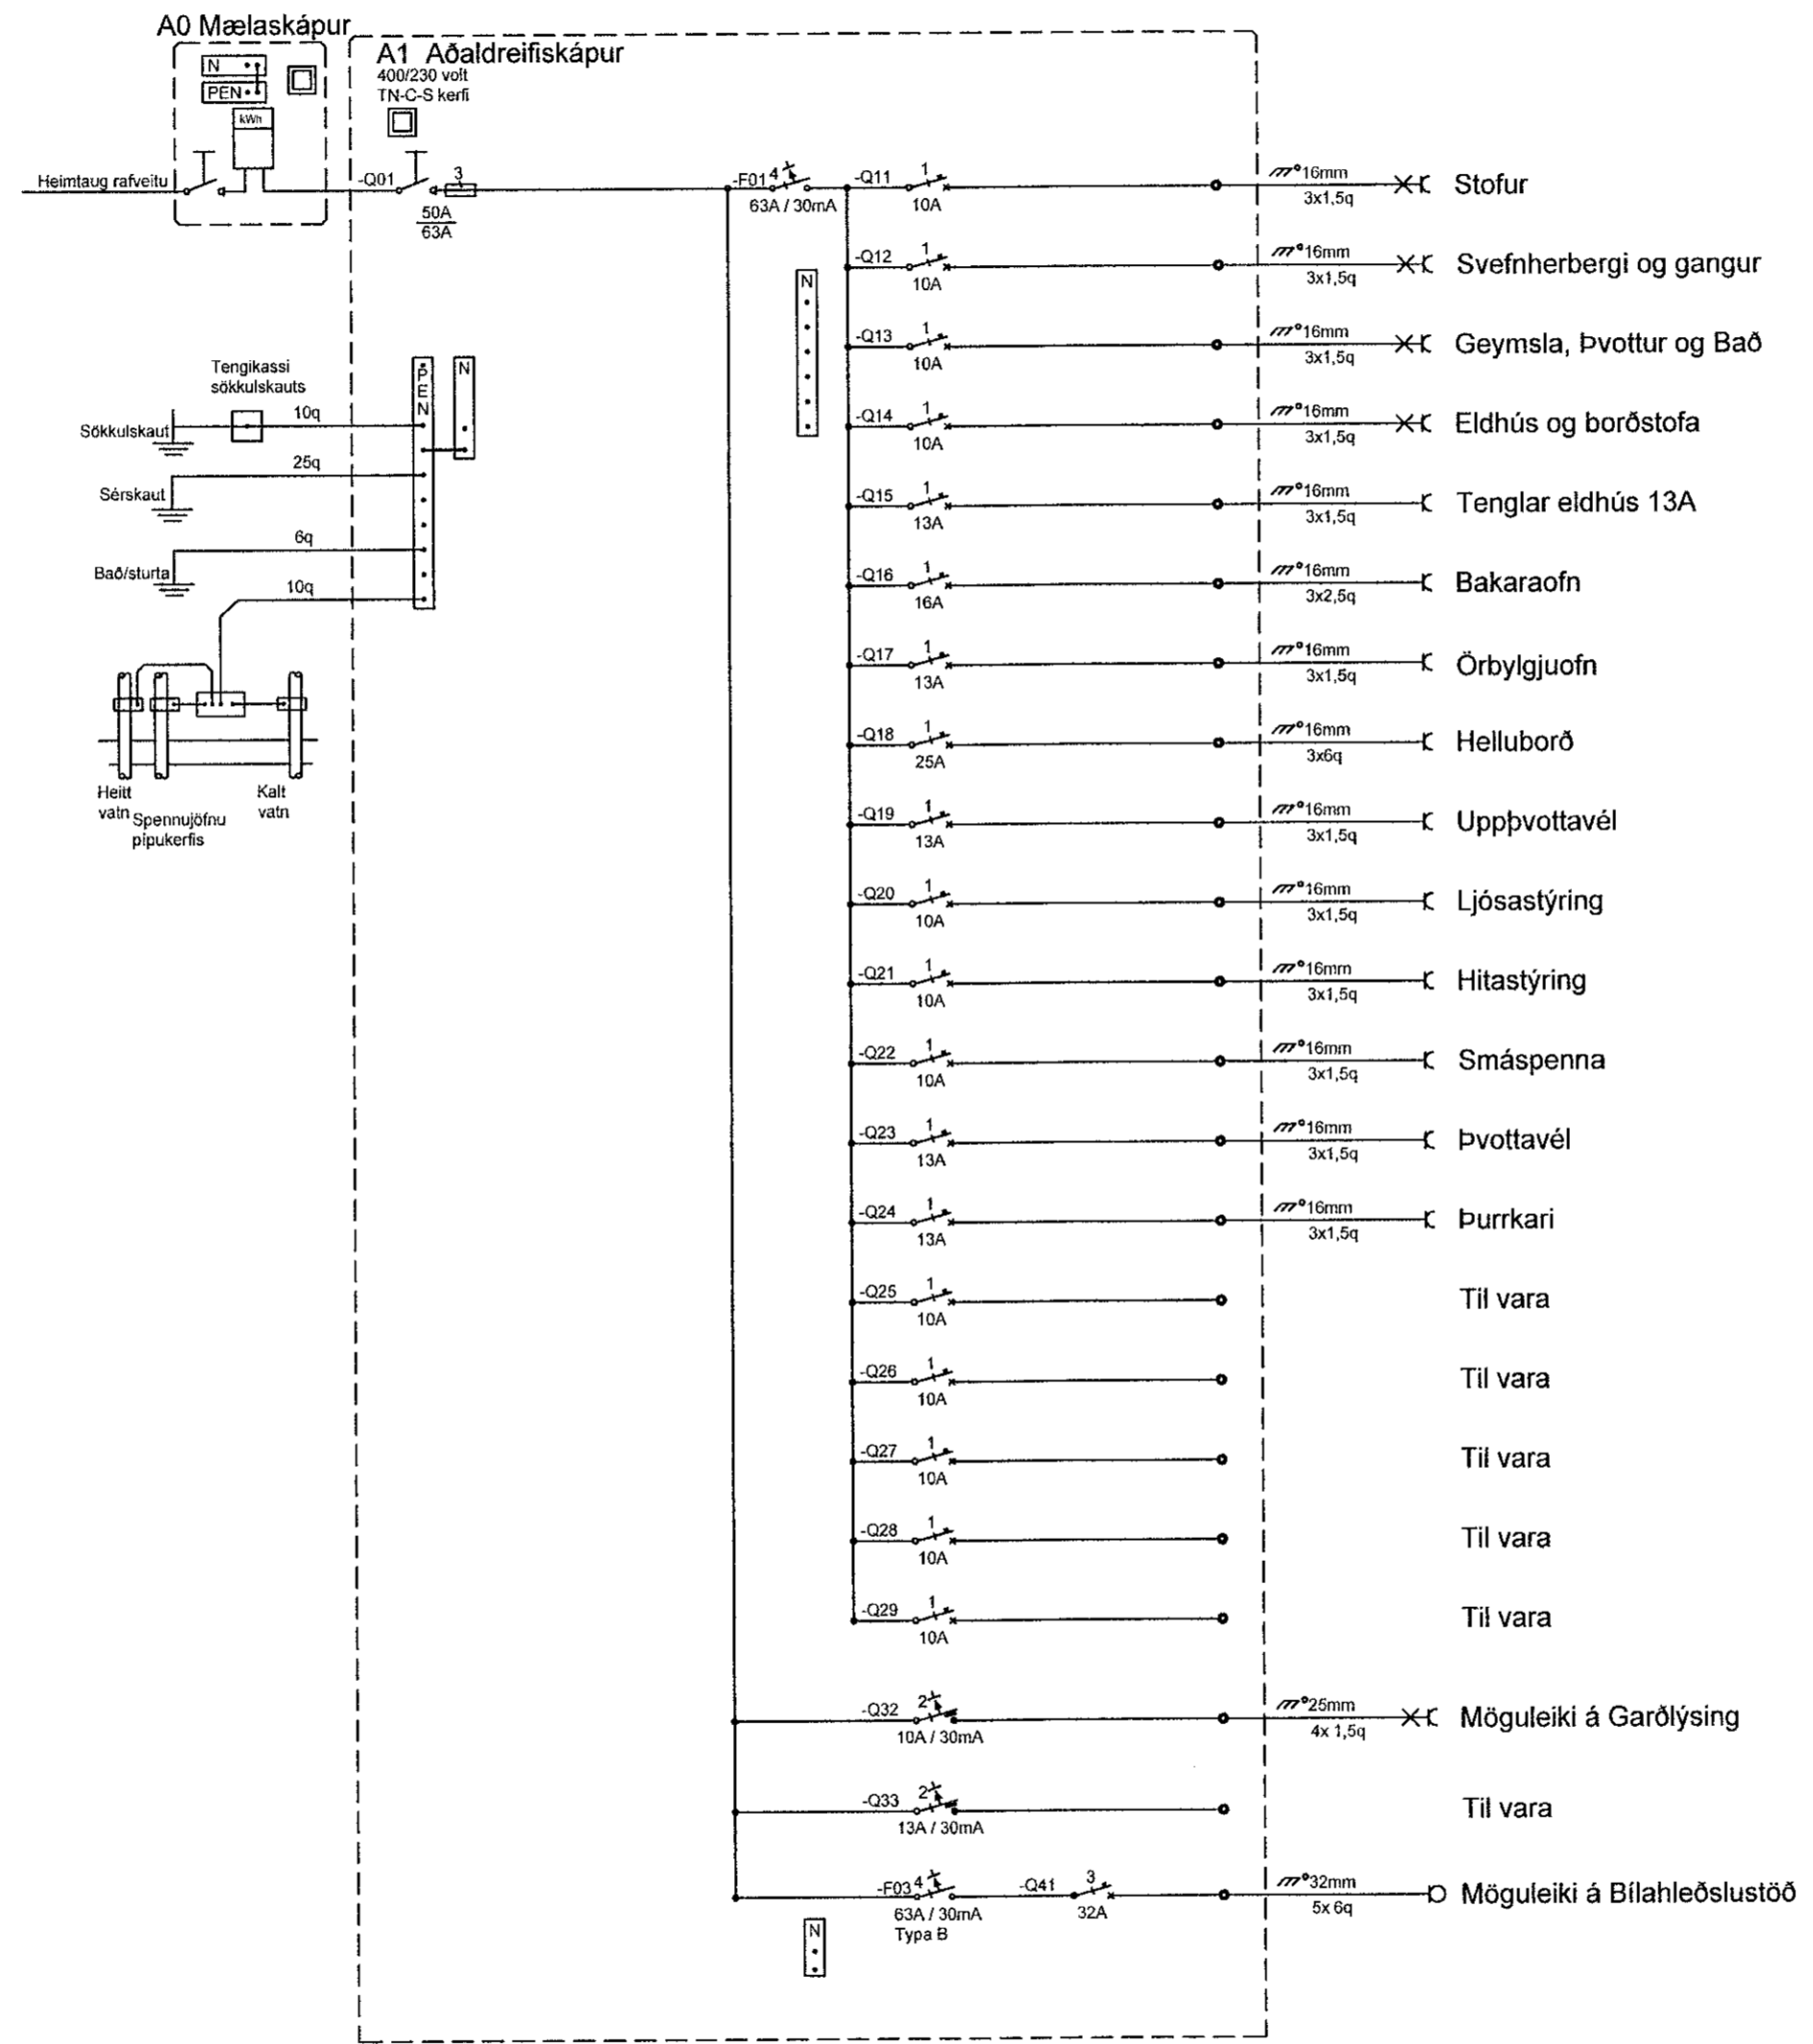 A0 Mælaskápur
N
PEN
kWh
Heimtaug rafveitu
A1 Aðaldreifiskápur
400/230 volt
TN-C-S kerfi
-Q01
3
50A
63A
-F01
4
63A / 30mA
N
Tengikassi
sökkulskauts
Sökkulskaut
10q
Sérskaut
25q
Bað/sturta
6q
10q
PEN
N
Heitt
vatn
Spennujöfnu
pípukerfis
Kalt
vatn
-Q11 1 10A 16mm 3x1,5q Stofur
-Q12 1 10A 16mm 3x1,5q Svefnherbergi og gangur
-Q13 1 10A 16mm 3x1,5q Geymsla, Þvottur og Bað
-Q14 1 10A 16mm 3x1,5q Eldhús og borðstofa
-Q15 1 13A 16mm 3x1,5q Tenglar eldhús 13A
-Q16 1 16A 16mm 3x2,5q Bakaraofn
-Q17 1 13A 16mm 3x1,5q Örbylgjuofn
-Q18 1 25A 16mm 3x6q Helluborð
-Q19 1 13A 16mm 3x1,5q Uppþvottavél
-Q20 1 10A 16mm 3x1,5q Ljósastýring
-Q21 1 10A 16mm 3x1,5q Hitastýring
-Q22 1 10A 16mm 3x1,5q Smáspenna
-Q23 1 13A 16mm 3x1,5q Þvottavél
-Q24 1 13A 16mm 3x1,5q Þurrkari
-Q25 1 10A Til vara
-Q26 1 10A Til vara
-Q27 1 10A Til vara
-Q28 1 10A Til vara
-Q29 1 10A Til vara
-Q32 2 10A / 30mA 25mm 4x 1,5q Möguleiki á Garðlýsing
-Q33 2 13A / 30mA Til vara
-F03 4 63A / 30mA Typa B -Q41 3 32A 32mm 5x 6q Möguleiki á Bílahleðslustöð
N